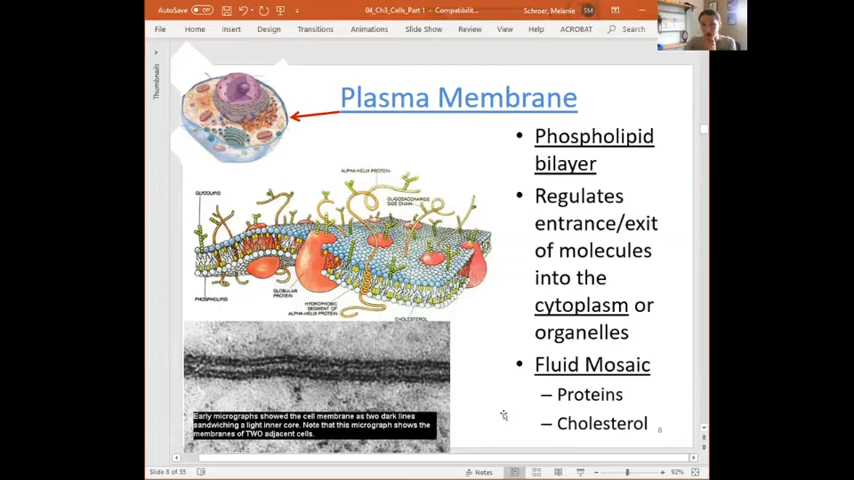 AutoSave Off
04_Ch3_Cells_Part 1 - Compatibilit...
Schroer, Melanie SM
File Home Insert Design Transitions Animations Slide Show Review View Help ACROBAT Search
Thumbnails
Plasma Membrane
• Phospholipid
bilayer
• Regulates
entrance/exit
of molecules
into the
cytoplasm or
organelles
• Fluid Mosaic
– Proteins
– Cholesterol
ALPHA-HELIX PROTEIN
GLYCOLIPID
OLIGOSACCHARIDE
SIDE CHAIN
PHOSPHOLIPID
GLOBULAR
PROTEIN
HYDROPHOBIC
SEGMENT OF
ALPHA-HELIX PROTEIN
CHOLESTEROL
Early micrographs showed the cell membrane as two dark lines
sandwiching a light inner core. Note that this micrograph shows the
membranes of TWO adjacent cells.
8
Slide 8 of 35
Notes
92%